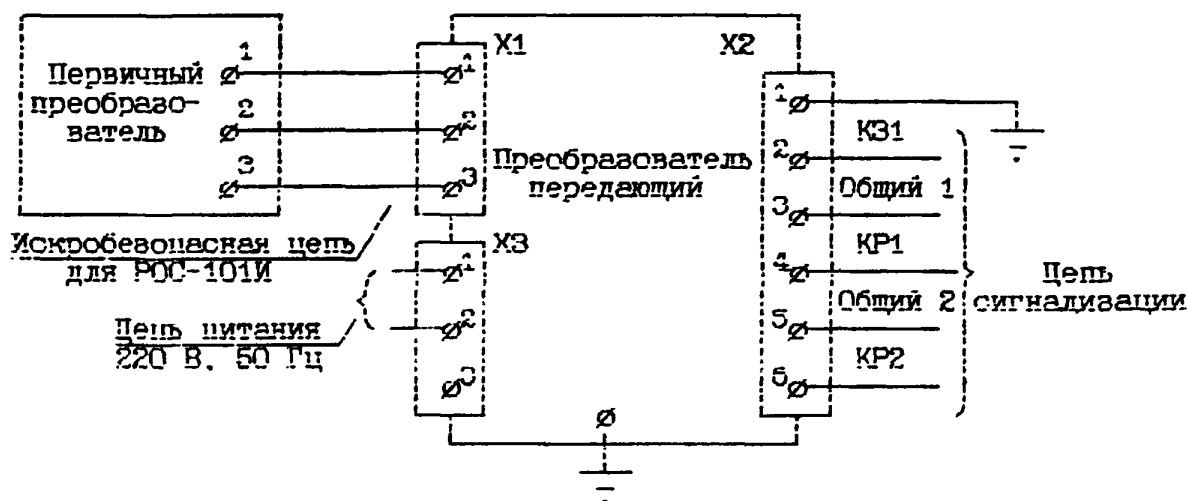 Первичный
преобразо-
ватель
1
2
3
X1
1
2
3
Искробезопасная цепь
для РОС-101И
X3
1
2
3
Цепь питания
220 В, 50 Гц
Преобразователь
передающий
X2
1
2
3
4
5
КЗ1
Общий 1
КР1
Общий 2
КР2
Цепь
сигнализации